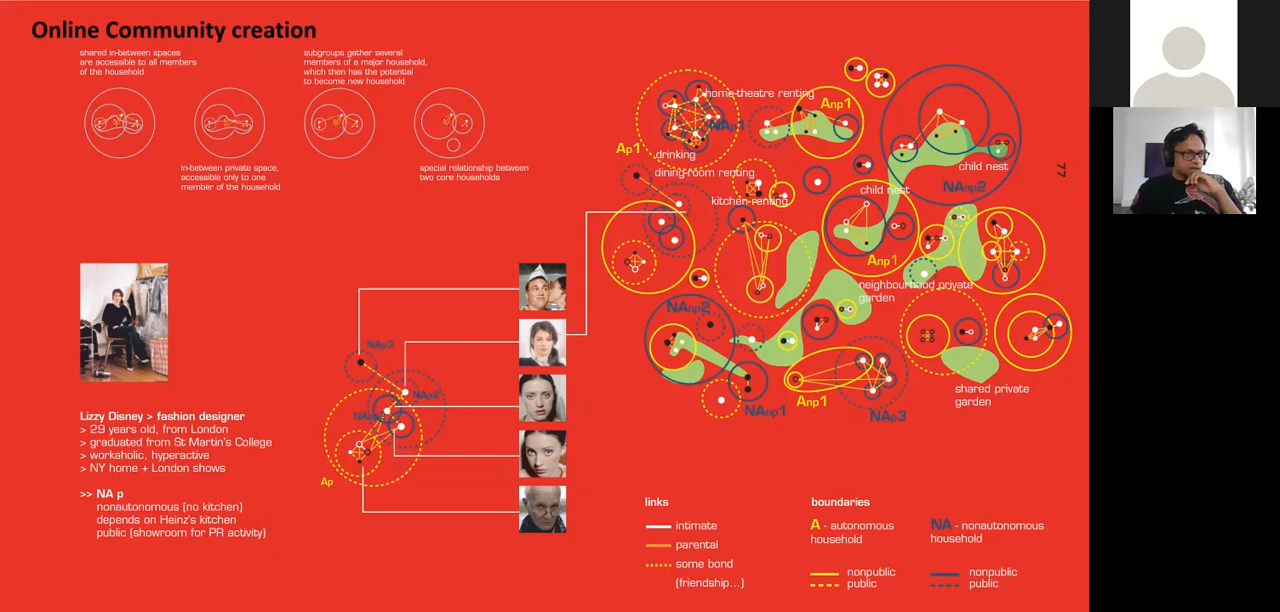 Online Community creation
shared in-between spaces
are accessible to all members
of the household
subgroups gather several
members of a major household,
which then has the potential
to become new household
in-between private space,
accessible only to one
member of the household
special relationship between
two core households
home-theatre renting
Anp1
NAp1
Ap1
drinking
dining-room renting
kitchen-renting
child nest
child nest
NAnp2
77
Anp1
neighbourhood private
garden
NAnp2
shared private
garden
NAnp1
Anp1
NAp3
NAp3
NAp2
Ap
Lizzy Disney > fashion designer
> 29 years old, from London
> graduated from St Martin's College
> workaholic, hyperactive
> NY home + London shows
>> NA p
nonautonomous (no kitchen)
depends on Heinz's kitchen
public (showroom for PR activity)
links
intimate
parental
some bond
(friendship...)
boundaries
A - autonomous
household
nonpublic
public
NA - nonautonomous
household
nonpublic
public